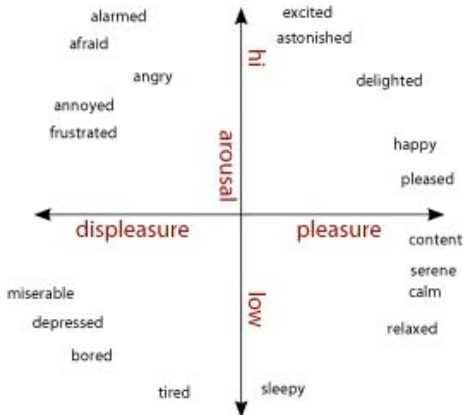 alarmed
excited
afraid
astonished
hi
angry
delighted
annoyed
frustrated
arousal
happy
pleased
displeasure
pleasure
content
serene
miserable
calm
low
depressed
relaxed
bored
tired
sleepy